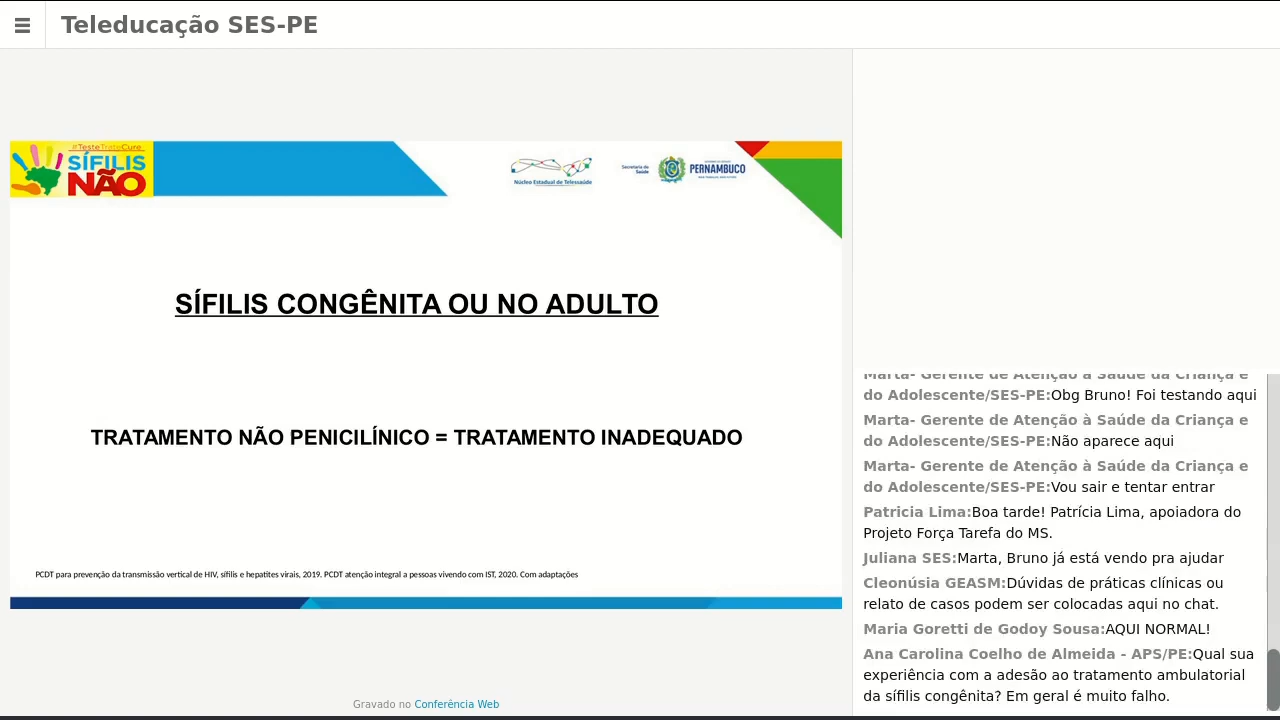 Teleducação SES-PE
#TesteTrateCure
SÍFILIS
NÃO
Núcleo Estadual de Telessaúde
Secretaria de
Saúde
PERNAMBUCO
SÍFILIS CONGÊNITA OU NO ADULTO
TRATAMENTO NÃO PENICILÍNICO = TRATAMENTO INADEQUADO
PCDT para prevenção da transmissão vertical de HIV, sífilis e hepatites virais, 2019. PCDT atenção integral a pessoas vivendo com IST, 2020. Com adaptações
Gravado no Conferência Web
Marta- Gerente de Atenção à Saúde da Criança e
do Adolescente/SES-PE:Obg Bruno! Foi testando aqui
Marta- Gerente de Atenção à Saúde da Criança e
do Adolescente/SES-PE:Não aparece aqui
Marta- Gerente de Atenção à Saúde da Criança e
do Adolescente/SES-PE:Vou sair e tentar entrar
Patricia Lima:Boa tarde! Patrícia Lima, apoiadora do
Projeto Força Tarefa do MS.
Juliana SES:Marta, Bruno já está vendo pra ajudar
Cleonúsia GEASM:Dúvidas de práticas clínicas ou
relato de casos podem ser colocadas aqui no chat.
Maria Goretti de Godoy Sousa:AQUI NORMAL!
Ana Carolina Coelho de Almeida - APS/PE:Qual sua
experiência com a adesão ao tratamento ambulatorial
da sífilis congênita? Em geral é muito falho.